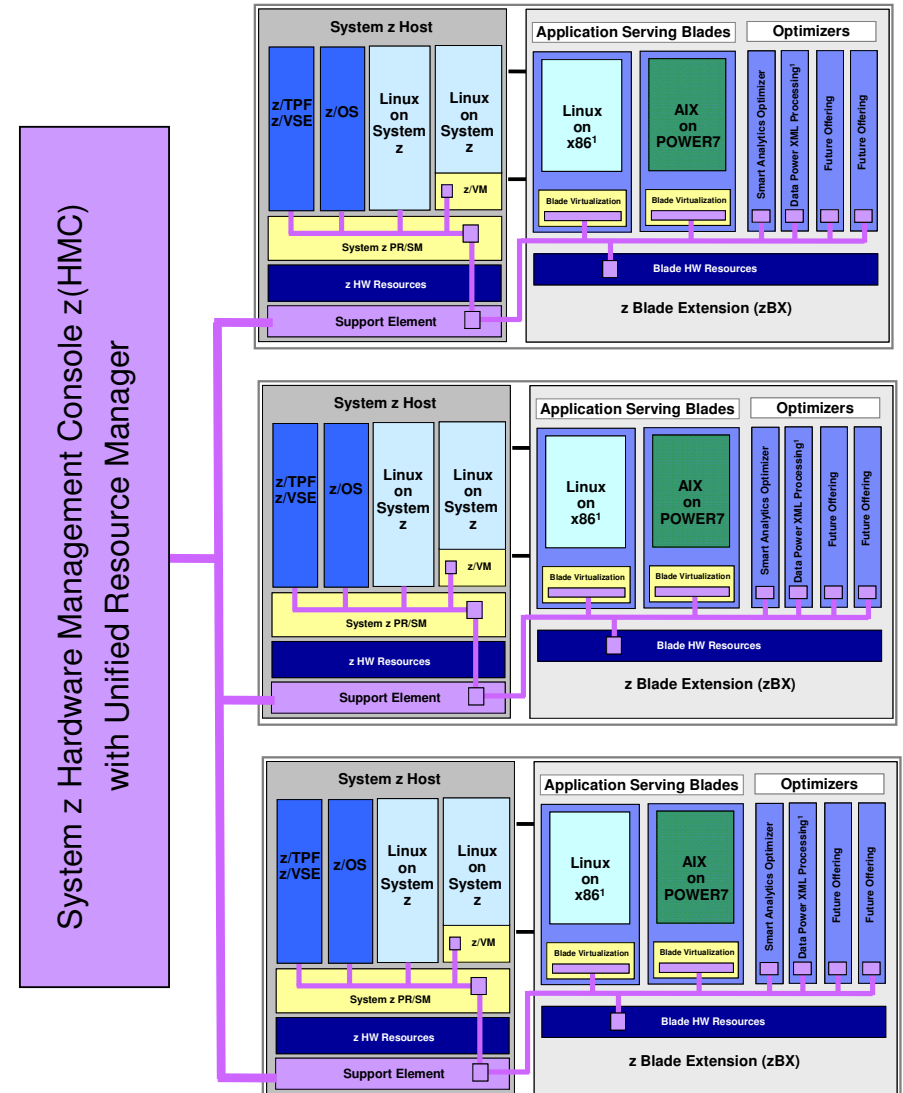 System z Hardware Management Console z(HMC)
with Unified Resource Manager
System z Host
z/TPF
z/VSE
z/OS
Linux
on
System
z
Linux
on
System
z
z/VM
System z PR/SM
z HW Resources
Support Element
Application Serving Blades
Linux
on
x86¹
Blade Virtualization
AIX
on
POWER7
Blade Virtualization
Optimizers
Smart Analytics Optimizer
Data Power XML Processing¹
Future Offering
Future Offering
Blade HW Resources
z Blade Extension (zBX)
System z Host
z/TPF
z/VSE
z/OS
Linux
on
System
z
Linux
on
System
z
z/VM
System z PR/SM
z HW Resources
Support Element
Application Serving Blades
Linux
on
x86¹
Blade Virtualization
AIX
on
POWER7
Blade Virtualization
Optimizers
Smart Analytics Optimizer
Data Power XML Processing¹
Future Offering
Future Offering
Blade HW Resources
z Blade Extension (zBX)
System z Host
z/TPF
z/VSE
z/OS
Linux
on
System
z
Linux
on
System
z
z/VM
System z PR/SM
z HW Resources
Support Element
Application Serving Blades
Linux
on
x86¹
Blade Virtualization
AIX
on
POWER7
Blade Virtualization
Optimizers
Smart Analytics Optimizer
Data Power XML Processing¹
Future Offering
Future Offering
Blade HW Resources
z Blade Extension (zBX)